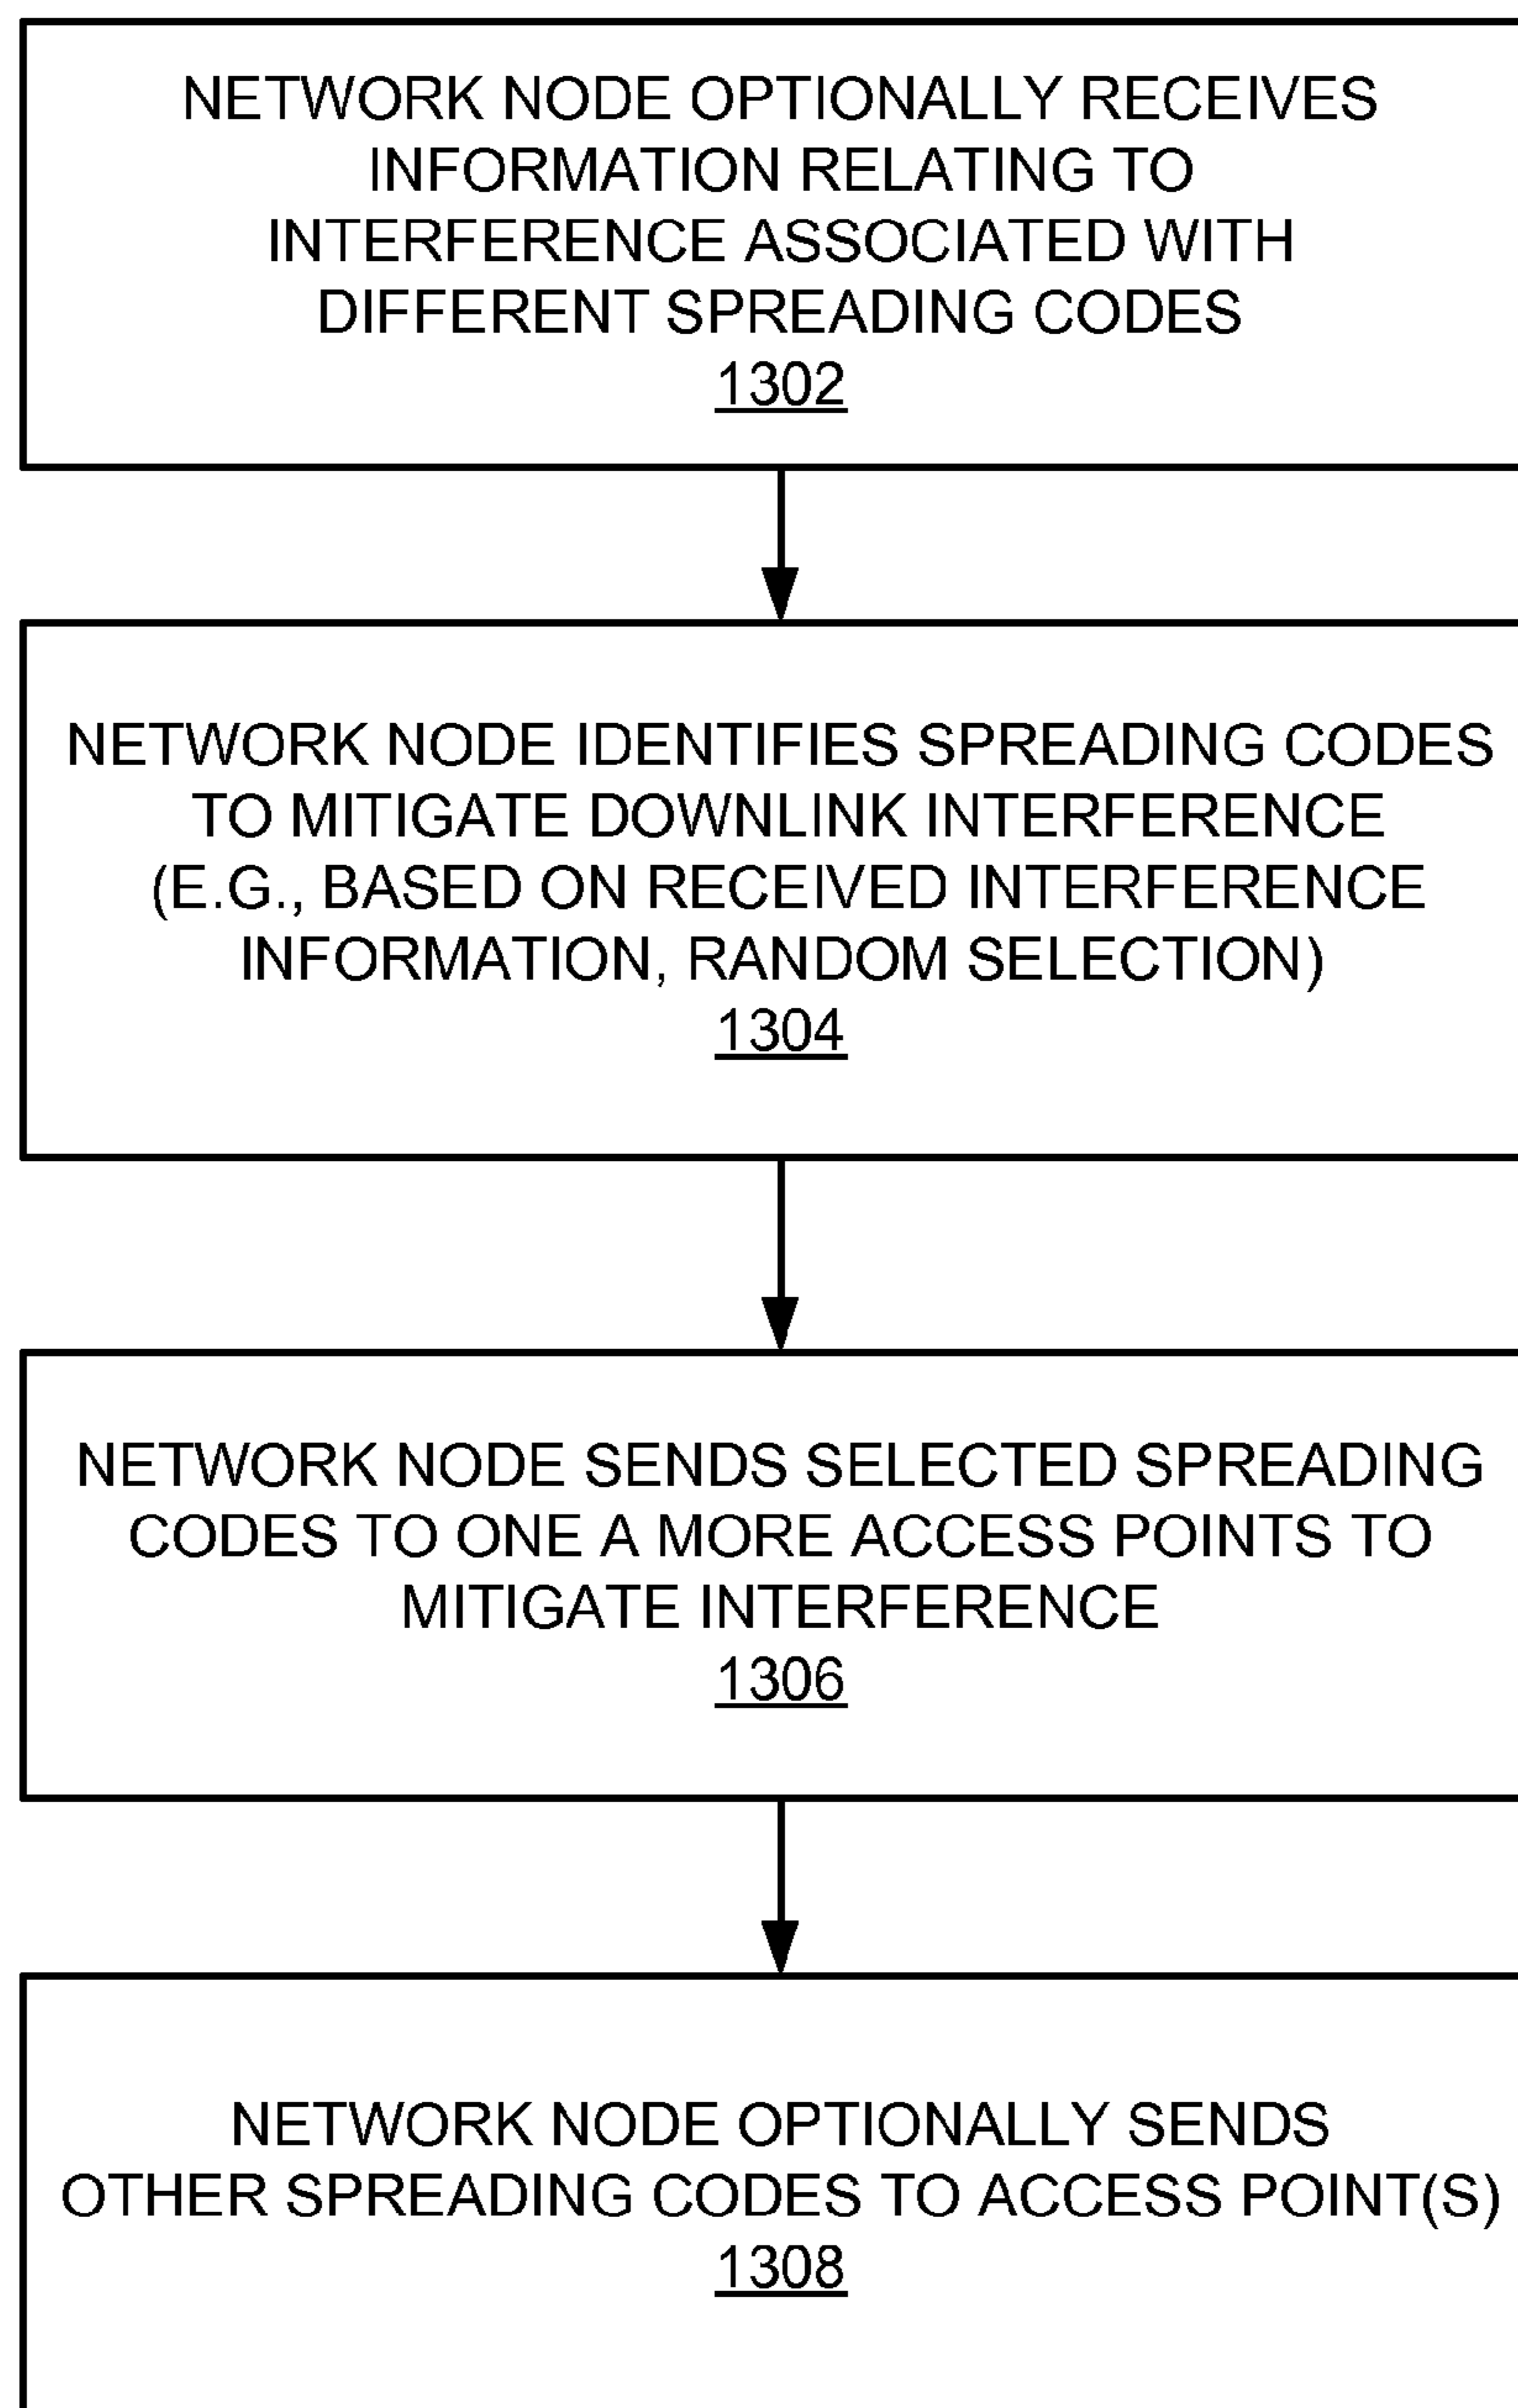 NETWORK NODE OPTIONALLY RECEIVES
INFORMATION RELATING TO
INTERFERENCE ASSOCIATED WITH
DIFFERENT SPREADING CODES
1302
NETWORK NODE IDENTIFIES SPREADING CODES
TO MITIGATE DOWNLINK INTERFERENCE
(E.G., BASED ON RECEIVED INTERFERENCE
INFORMATION, RANDOM SELECTION)
1304
NETWORK NODE SENDS SELECTED SPREADING
CODES TO ONE A MORE ACCESS POINTS TO
MITIGATE INTERFERENCE
1306
NETWORK NODE OPTIONALLY SENDS
OTHER SPREADING CODES TO ACCESS POINT(S)
1308